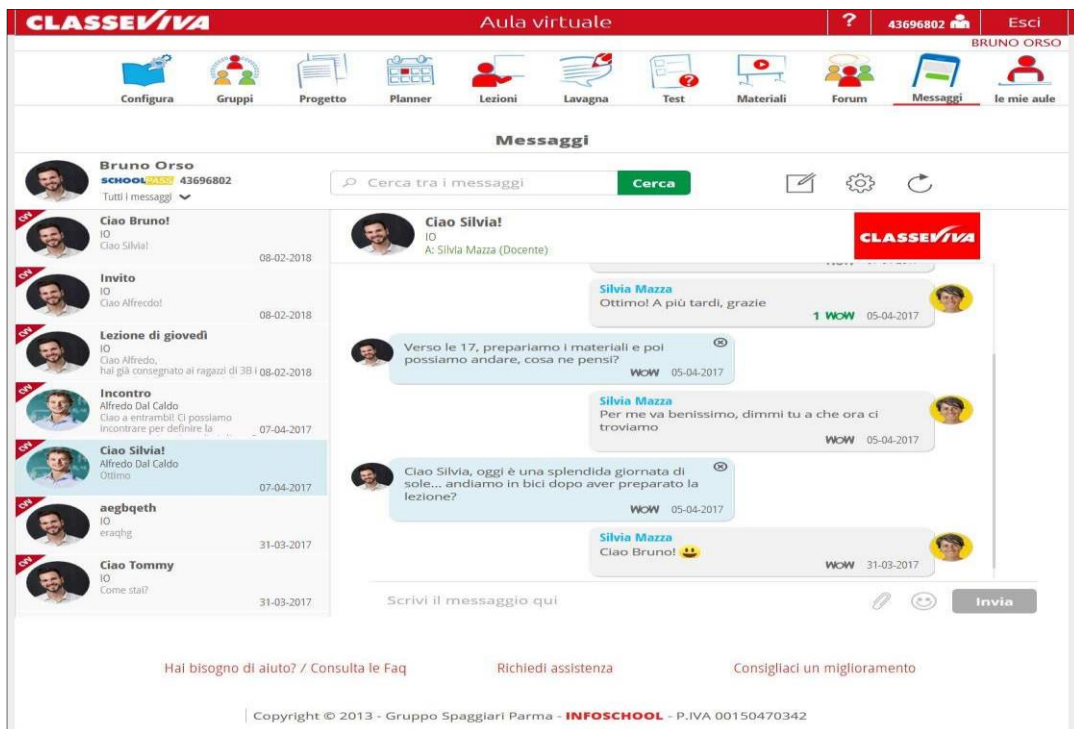 CLASSEVIVA Aula virtuale ? 43696802 Esci
BRUNO ORSO
Configura Gruppi Progetto Planner Lezioni Lavagna Test Materiali Forum Messaggi le mie aule
Messaggi
Bruno Orso
SCHOOLPASS 43696802
Tutti i messaggi
Cerca tra i messaggi Cerca
CVV
Ciao Bruno!
IO
Ciao Silvia!
08-02-2018
CVV
Invito
IO
Ciao Alfrecdo!
08-02-2018
CVV
Lezione di giovedì
IO
Ciao Alfredo,
hai già consegnato ai ragazzi di 3B i 08-02-2018
CVV
Incontro
Alfredo Dal Caldo
Ciao a entrambi! Ci possiamo
incontrare per definire la
07-04-2017
CVV
Ciao Silvia!
Alfredo Dal Caldo
Ottimo
07-04-2017
CVV
aegbqeth
IO
eraqhg
31-03-2017
CVV
Ciao Tommy
IO
Come stai?
31-03-2017
Ciao Silvia!
IO
A: Silvia Mazza (Docente)
CLASSEVIVA
Silvia Mazza
Ottimo! A più tardi, grazie
1 WOW 05-04-2017
Verso le 17, prepariamo i materiali e poi
possiamo andare, cosa ne pensi?
WOW 05-04-2017
Silvia Mazza
Per me va benissimo, dimmi tu a che ora ci
troviamo
WOW 05-04-2017
Ciao Silvia, oggi è una splendida giornata di
sole... andiamo in bici dopo aver preparato la
lezione?
WOW 05-04-2017
Silvia Mazza
Ciao Bruno! 😃
WOW 31-03-2017
Scrivi il messaggio qui Invia
Hai bisogno di aiuto? / Consulta le Faq Richiedi assistenza Consigliaci un miglioramento
Copyright © 2013 - Gruppo Spaggiari Parma - INFOSCHOOL - P.IVA 00150470342